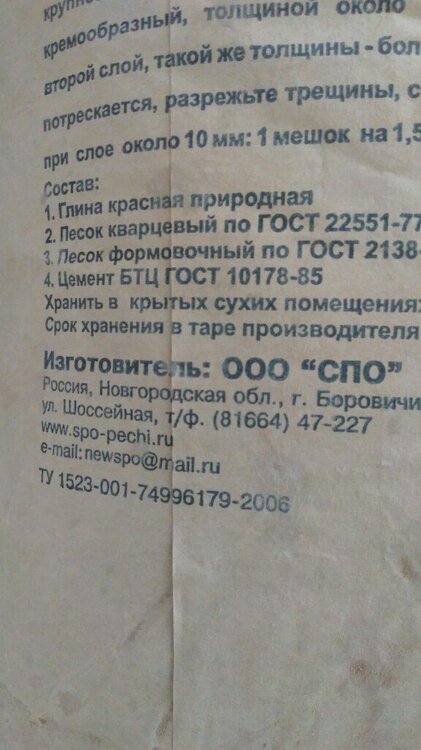 кремообразный, толщиной около
второй слой, такой же толщины - бол
потрескается, разрежьте трещины, с
при слое около 10 мм: 1 мешок на 1,5
Состав:
1. Глина красная природная
2. Песок кварцевый по ГОСТ 22551-77
3. Песок формовочный по ГОСТ 2138-
4. Цемент БТЦ ГОСТ 10178-85
Хранить в крытых сухих помещениях
Срок хранения в таре производителя
Изготовитель: ООО “СПО”
Россия, Новгородская обл., г. Боровичи
ул. Шоссейная, т/ф. (81664) 47-227
www.spo-pechi.ru
e-mail: newspo@mail.ru
ТУ 1523-001-74996179-2006